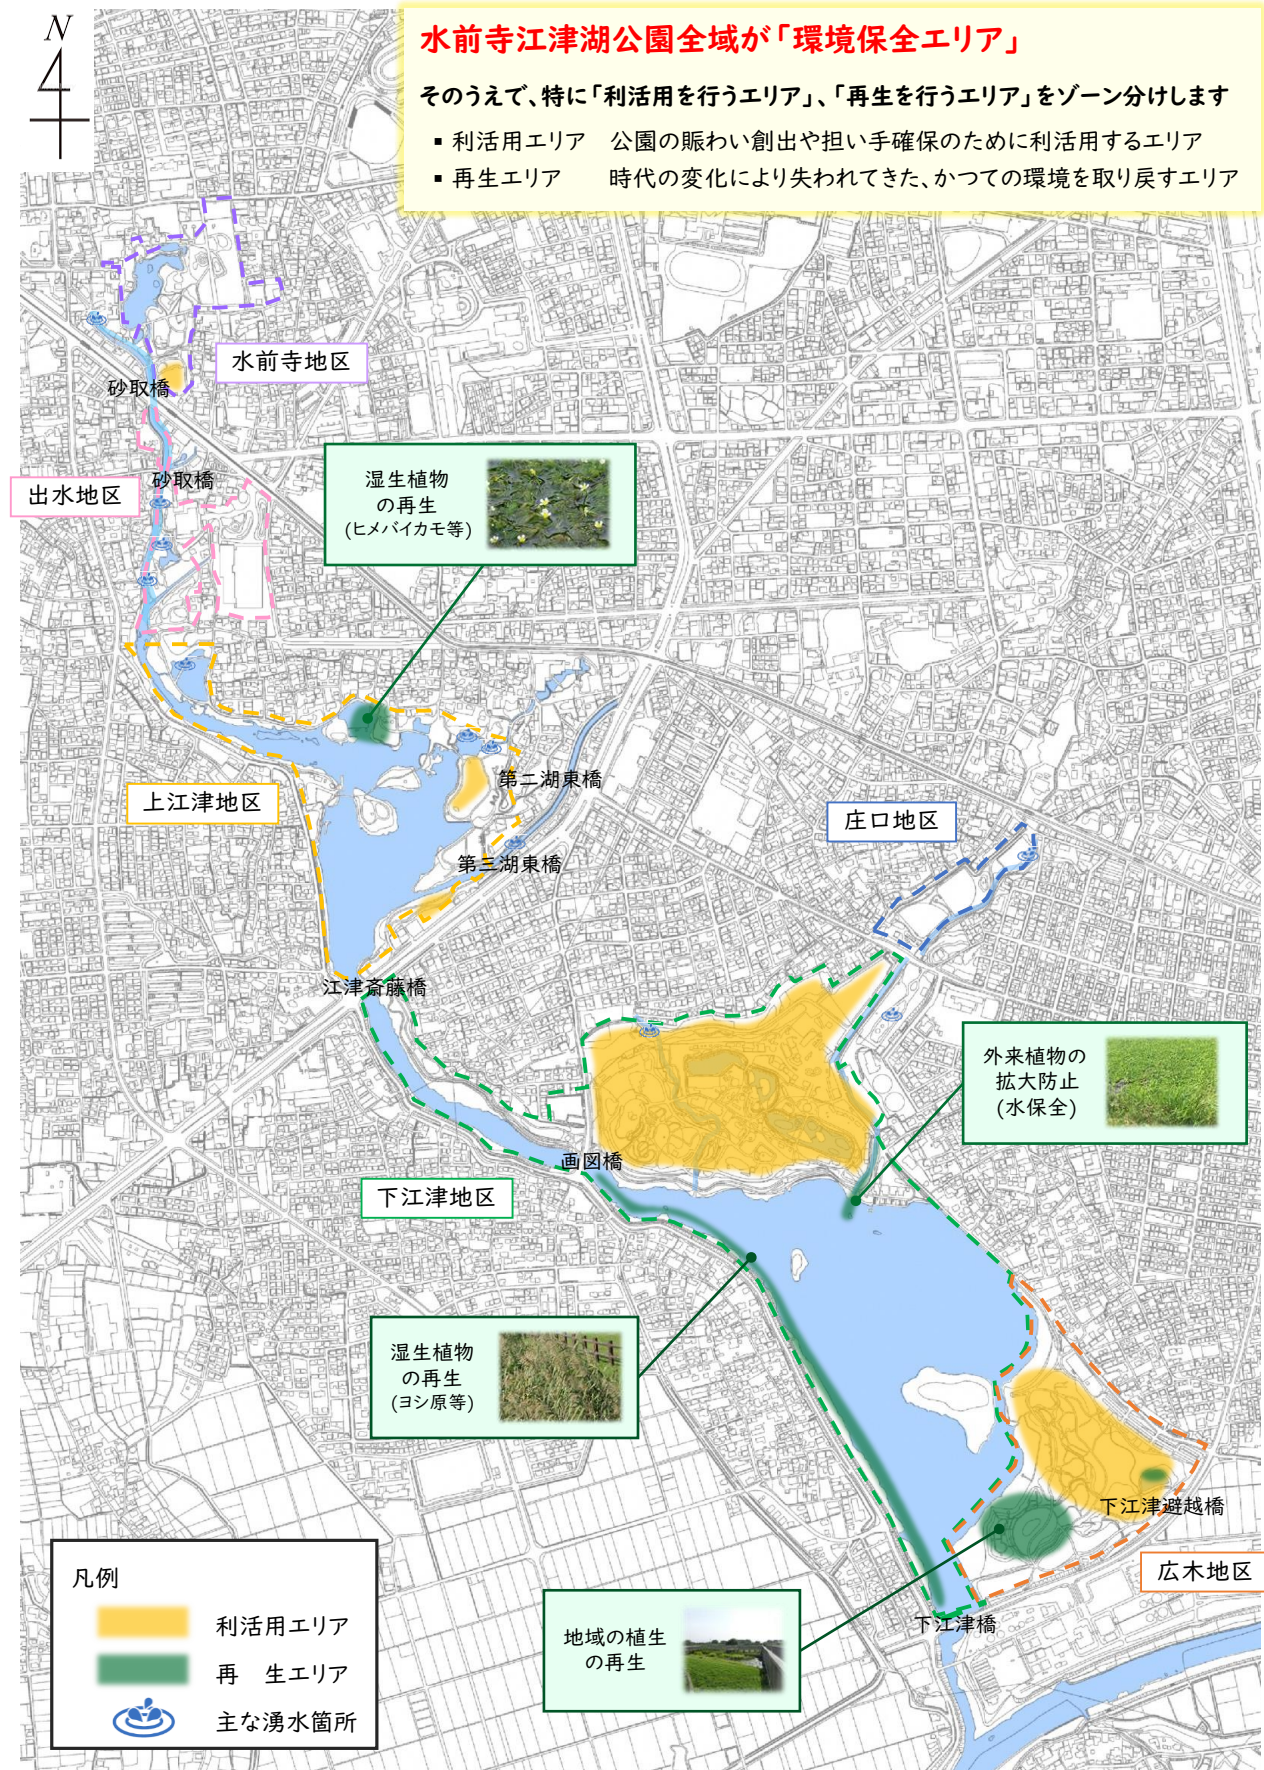 N
水前寺江津湖公園全域が「環境保全エリア」
そのうえで、特に「利活用を行うエリア」、「再生を行うエリア」をゾーン分けします
▪ 利活用エリア　公園の賑わい創出や担い手確保のために利活用するエリア
▪ 再生エリア　　時代の変化により失われてきた、かつての環境を取り戻すエリア
水前寺地区
砂取橋
砂取橋
出水地区
湿生植物
の再生
(ヒメバイカモ等)
第二湖東橋
上江津地区
庄口地区
第三湖東橋
江津斎藤橋
外来植物の
拡大防止
(水保全)
画図橋
下江津地区
湿生植物
の再生
(ヨシ原等)
下江津避越橋
広木地区
下江津橋
地域の植生
の再生
凡例
利活用エリア
再　生エリア
主な湧水箇所